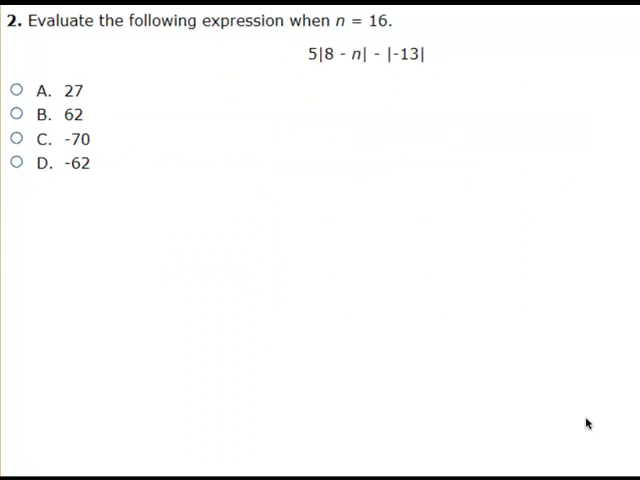 2. Evaluate the following expression when n = 16.
5|8 - n| - |-13|
A. 27
B. 62
C. -70
D. -62